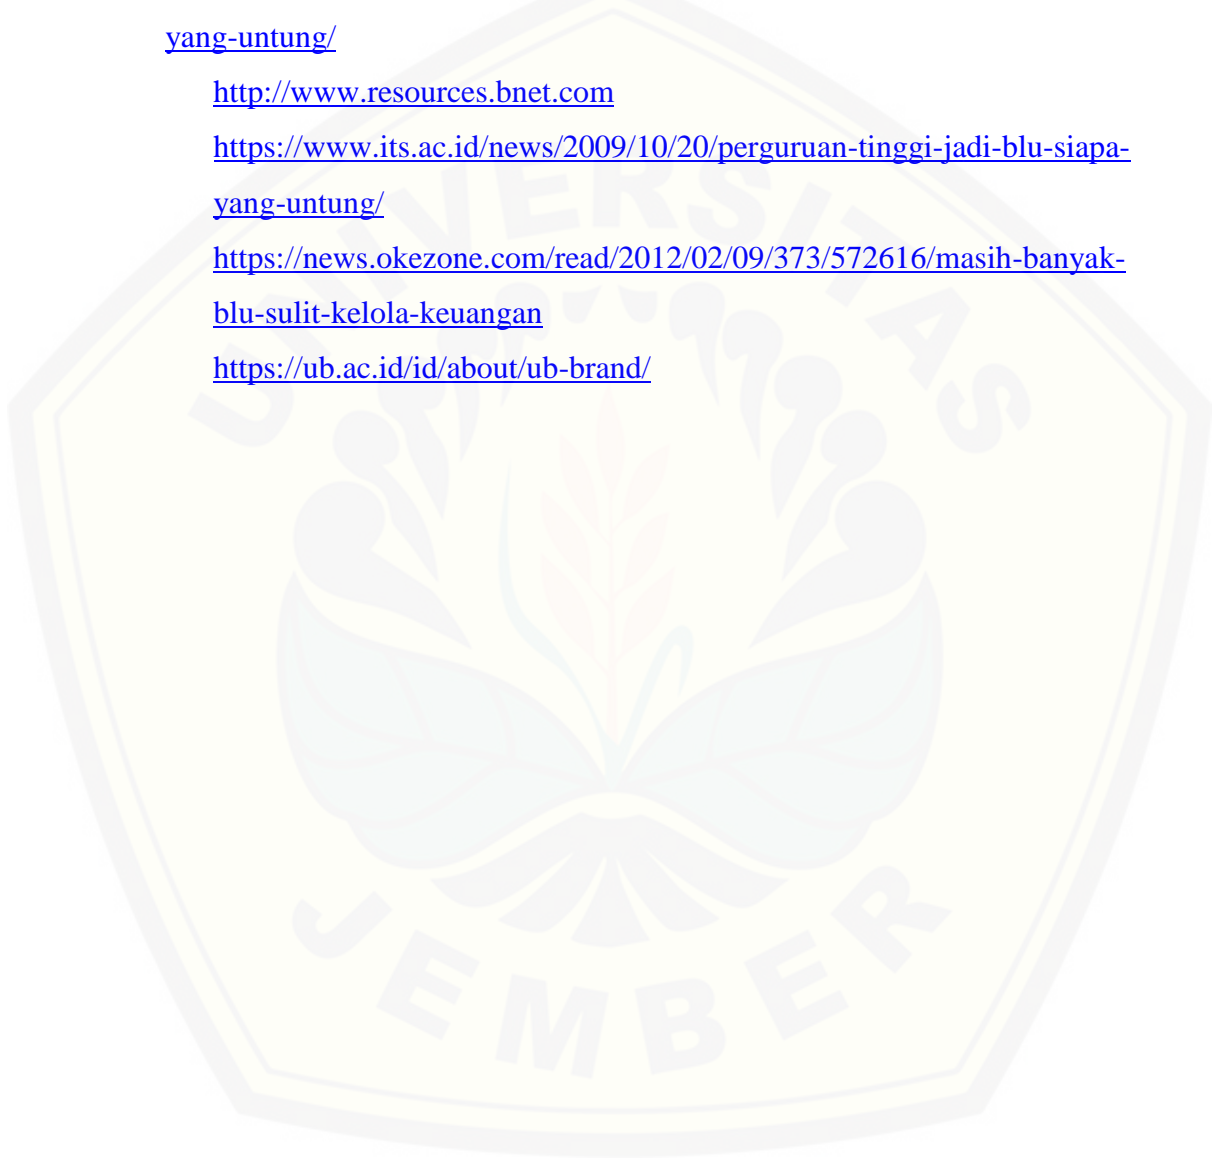 yang-untung/
http://www.resources.bnet.com
https://www.its.ac.id/news/2009/10/20/perguruan-tinggi-jadi-blu-siapa-
yang-untung/
https://news.okezone.com/read/2012/02/09/373/572616/masih-banyak-
blu-sulit-kelola-keuangan
https://ub.ac.id/id/about/ub-brand/
UNIVERSITAS
JEMBER